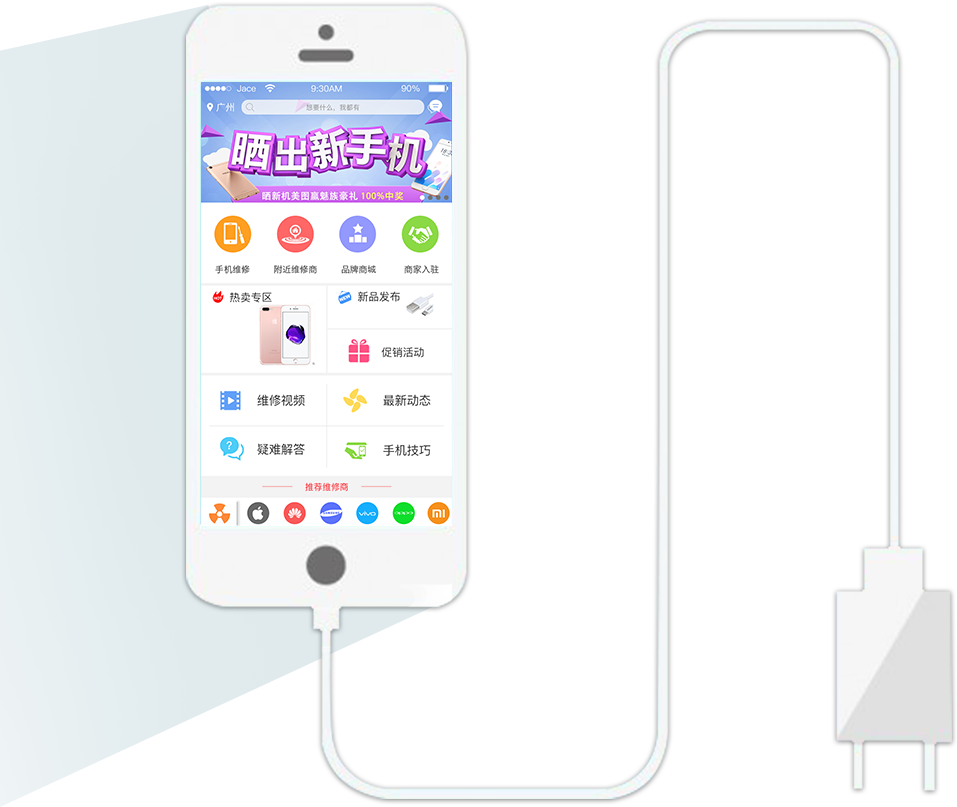 Jace 9:30AM 90%
广州 想要什么，我都有
晒出新手机
晒新机美图赢魅族豪礼 100%中奖
手机维修 附近维修商 品牌商城 商家入驻
HOT 热卖专区 NEW 新品发布
促销活动
维修视频 最新动态
疑难解答 手机技巧
推荐维修商
SAMSUNG vivo oppo mi